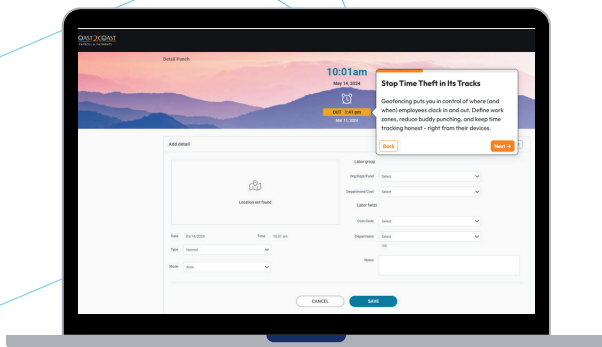 COAST2COAST
PAYROLL & PAYMENTS
Detail Punch
10:01am
May 14, 2024
OUT 1:41 pm
Mar 11, 2024
Stop Time Theft in Its Tracks
Geofencing puts you in control of where (and
when) employees clock in and out. Define work
zones, reduce buddy punching, and keep time
tracking honest - right from their devices.
Back
Next →
Add detail
Location not found
Date 05/14/2024 Time 10:01 am
Type Normal
Mode Auto
Labor group
Org/Dept/Fund Select
Department/Cost Select
Labor fields
Cost Code Select
Department Select
Notes
CANCEL
SAVE